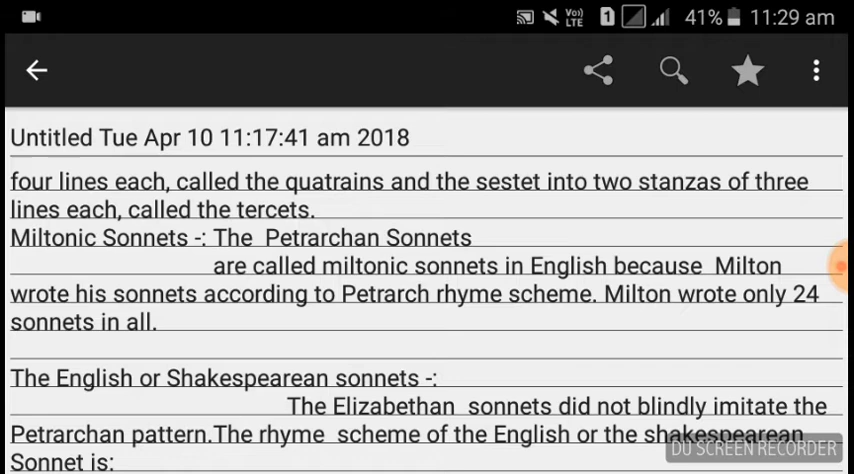 Vo)) LTE 1 41% 11:29 am
Untitled Tue Apr 10 11:17:41 am 2018
four lines each, called the quatrains and the sestet into two stanzas of three
lines each, called the tercets.
Miltonic Sonnets -: The Petrarchan Sonnets
are called miltonic sonnets in English because Milton
wrote his sonnets according to Petrarch rhyme scheme. Milton wrote only 24
sonnets in all.
The English or Shakespearean sonnets -:
The Elizabethan sonnets did not blindly imitate the
Petrarchan pattern.The rhyme scheme of the English or the shakespearean
Sonnet is:
DU SCREEN RECORDER